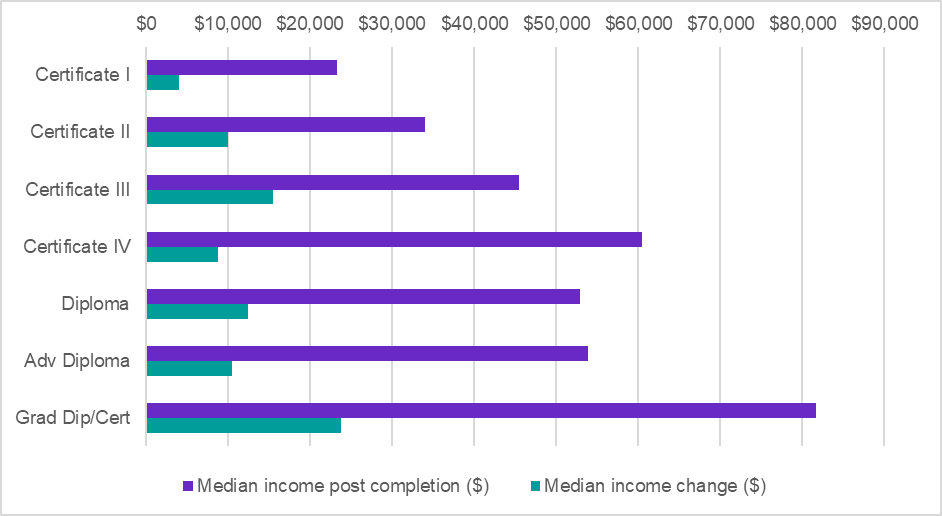 $0 $10,000 $20,000 $30,000 $40,000 $50,000 $60,000 $70,000 $80,000 $90,000
Certificate I
Certificate II
Certificate III
Certificate IV
Diploma
Adv Diploma
Grad Dip/Cert
Median income post completion ($) Median income change ($)